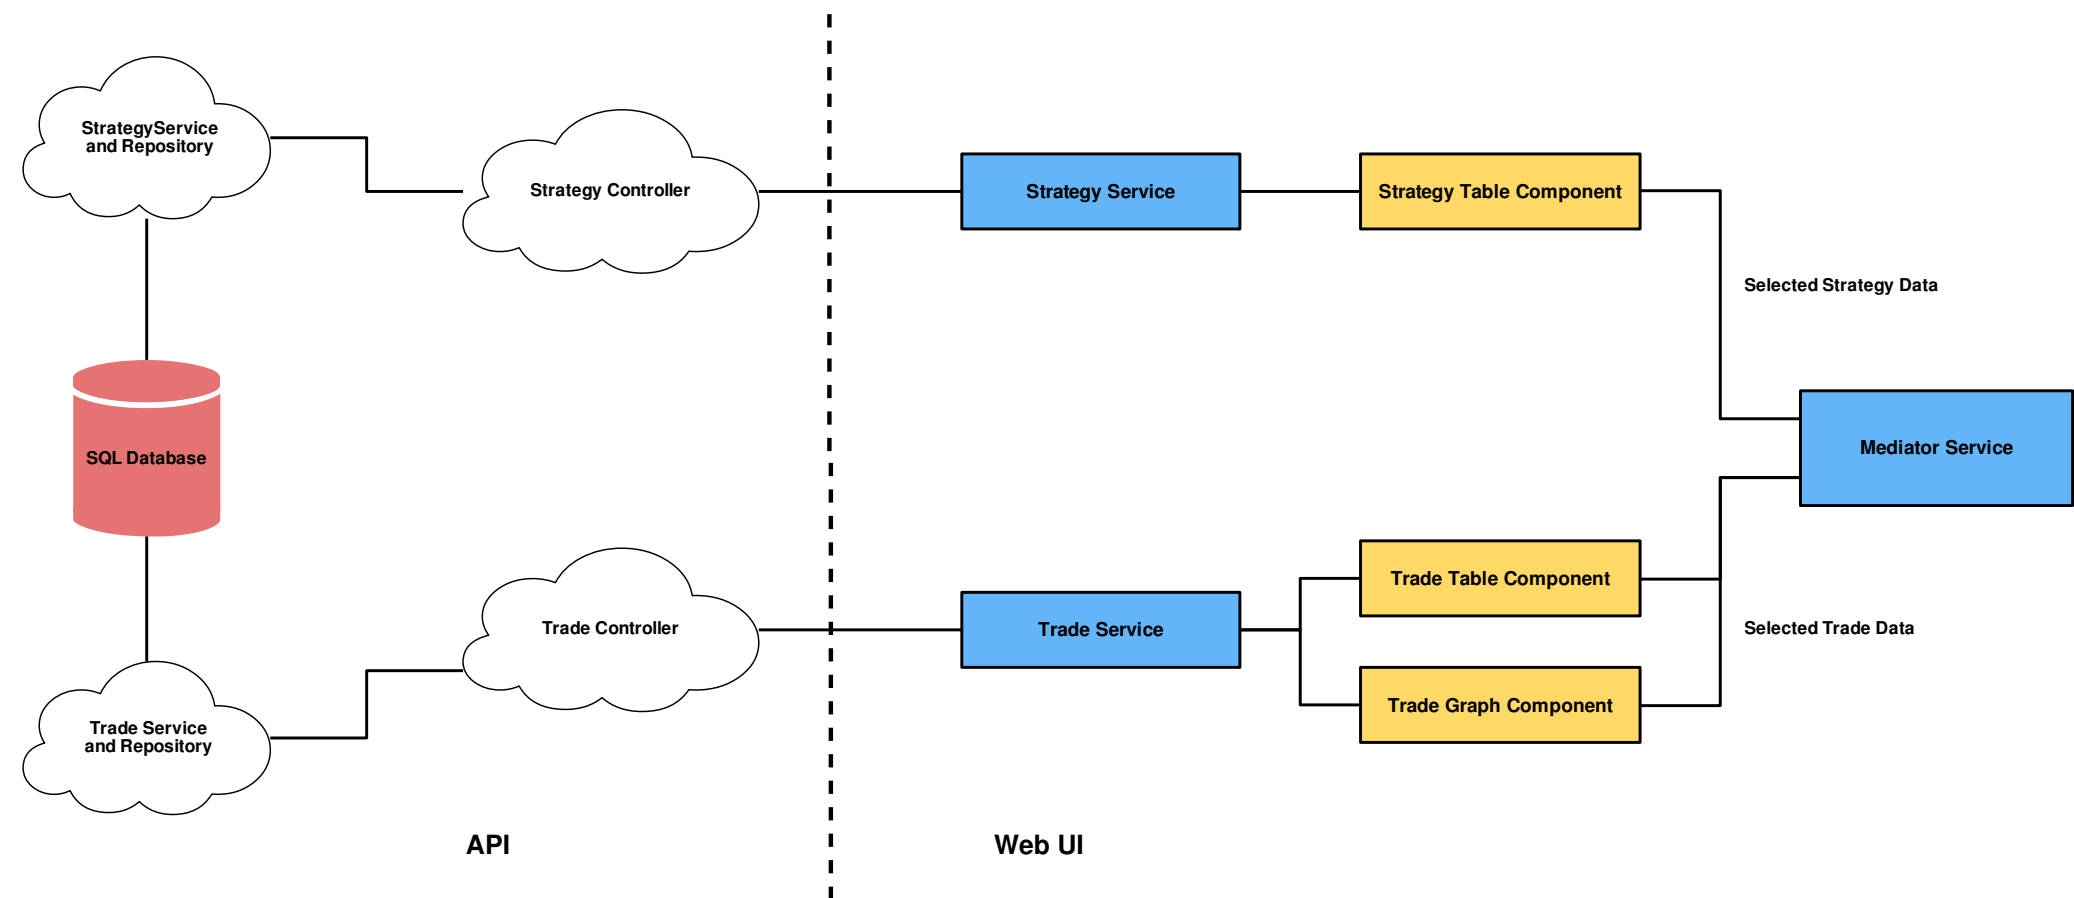 StrategyService
and Repository
Strategy Controller
Strategy Service
Strategy Table Component
Selected Strategy Data
SQL Database
Mediator Service
Trade Table Component
Trade Controller
Trade Service
Selected Trade Data
Trade Graph Component
Trade Service
and Repository
API
Web UI